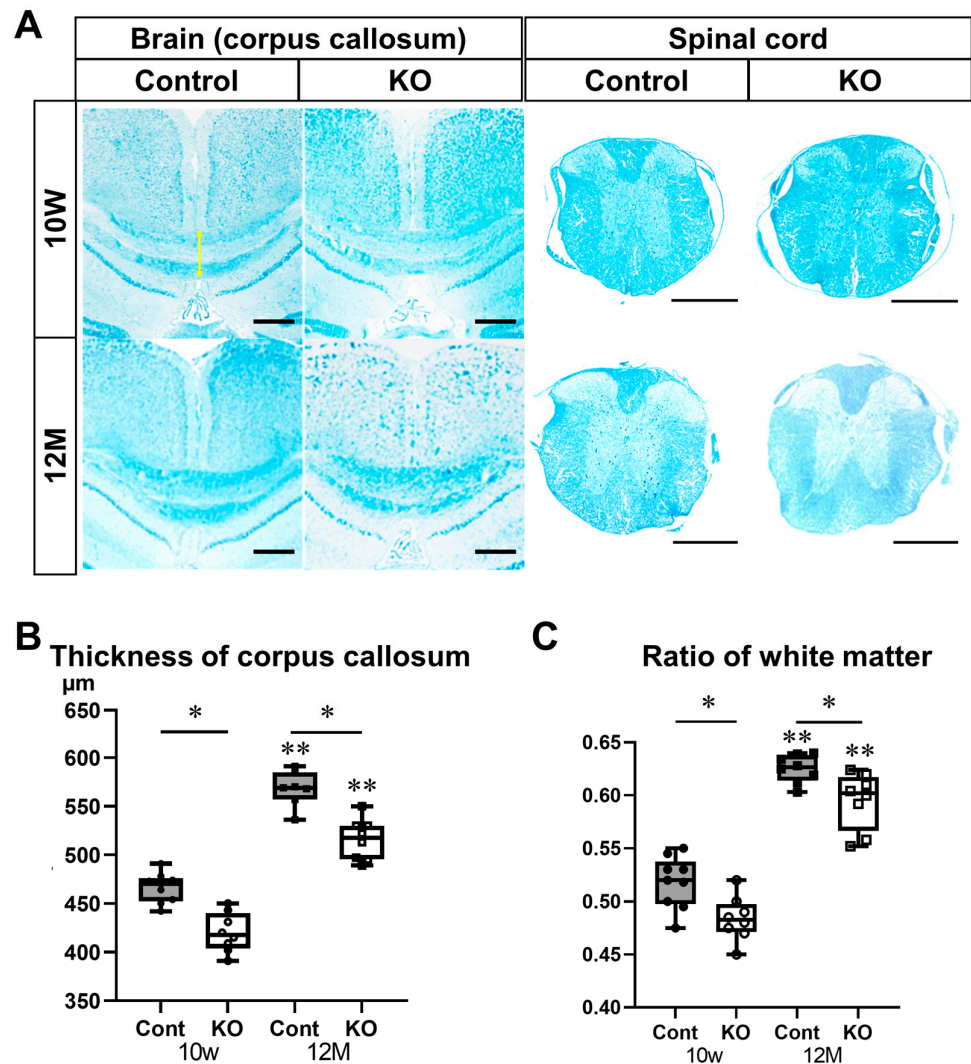 A
Brain (corpus callosum)
Spinal cord
Control
KO
Control
KO
10W
12M
B
Thickness of corpus callosum
µm
650
600
550
500
450
400
350
*
*
**
**
Cont
KO
Cont
KO
10w
12M
C
Ratio of white matter
0.65
0.60
0.55
0.50
0.45
0.40
*
*
**
**
Cont
KO
Cont
KO
10w
12M